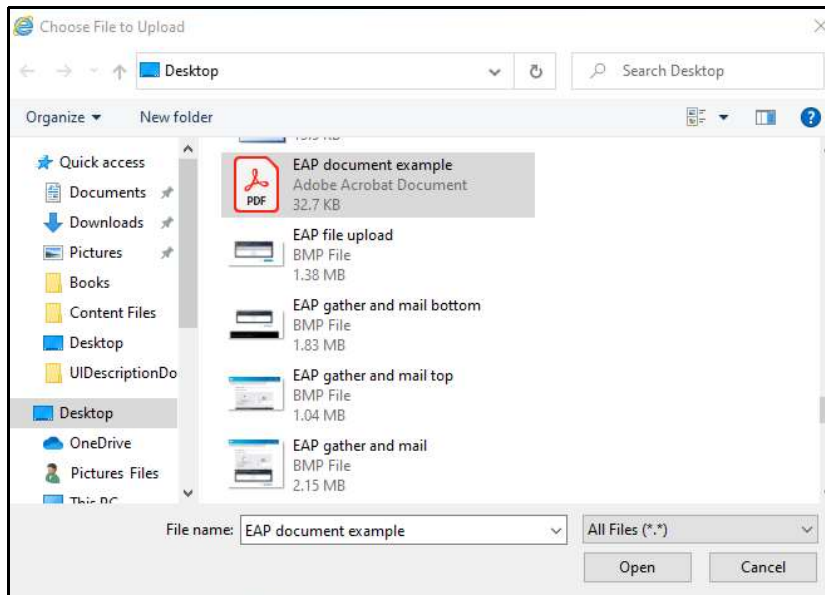 Choose File to Upload
Desktop
Search Desktop
Organize
New folder
Quick access
Documents
Downloads
Pictures
Books
Content Files
Desktop
UIDescriptionDo
Desktop
OneDrive
Pictures Files
This PC
EAP document example
Adobe Acrobat Document
32.7 KB
PDF
EAP file upload
BMP File
1.38 MB
EAP gather and mail bottom
BMP File
1.83 MB
EAP gather and mail top
BMP File
1.04 MB
EAP gather and mail
BMP File
2.15 MB
File name:
EAP document example
All Files (*.*)
Open
Cancel